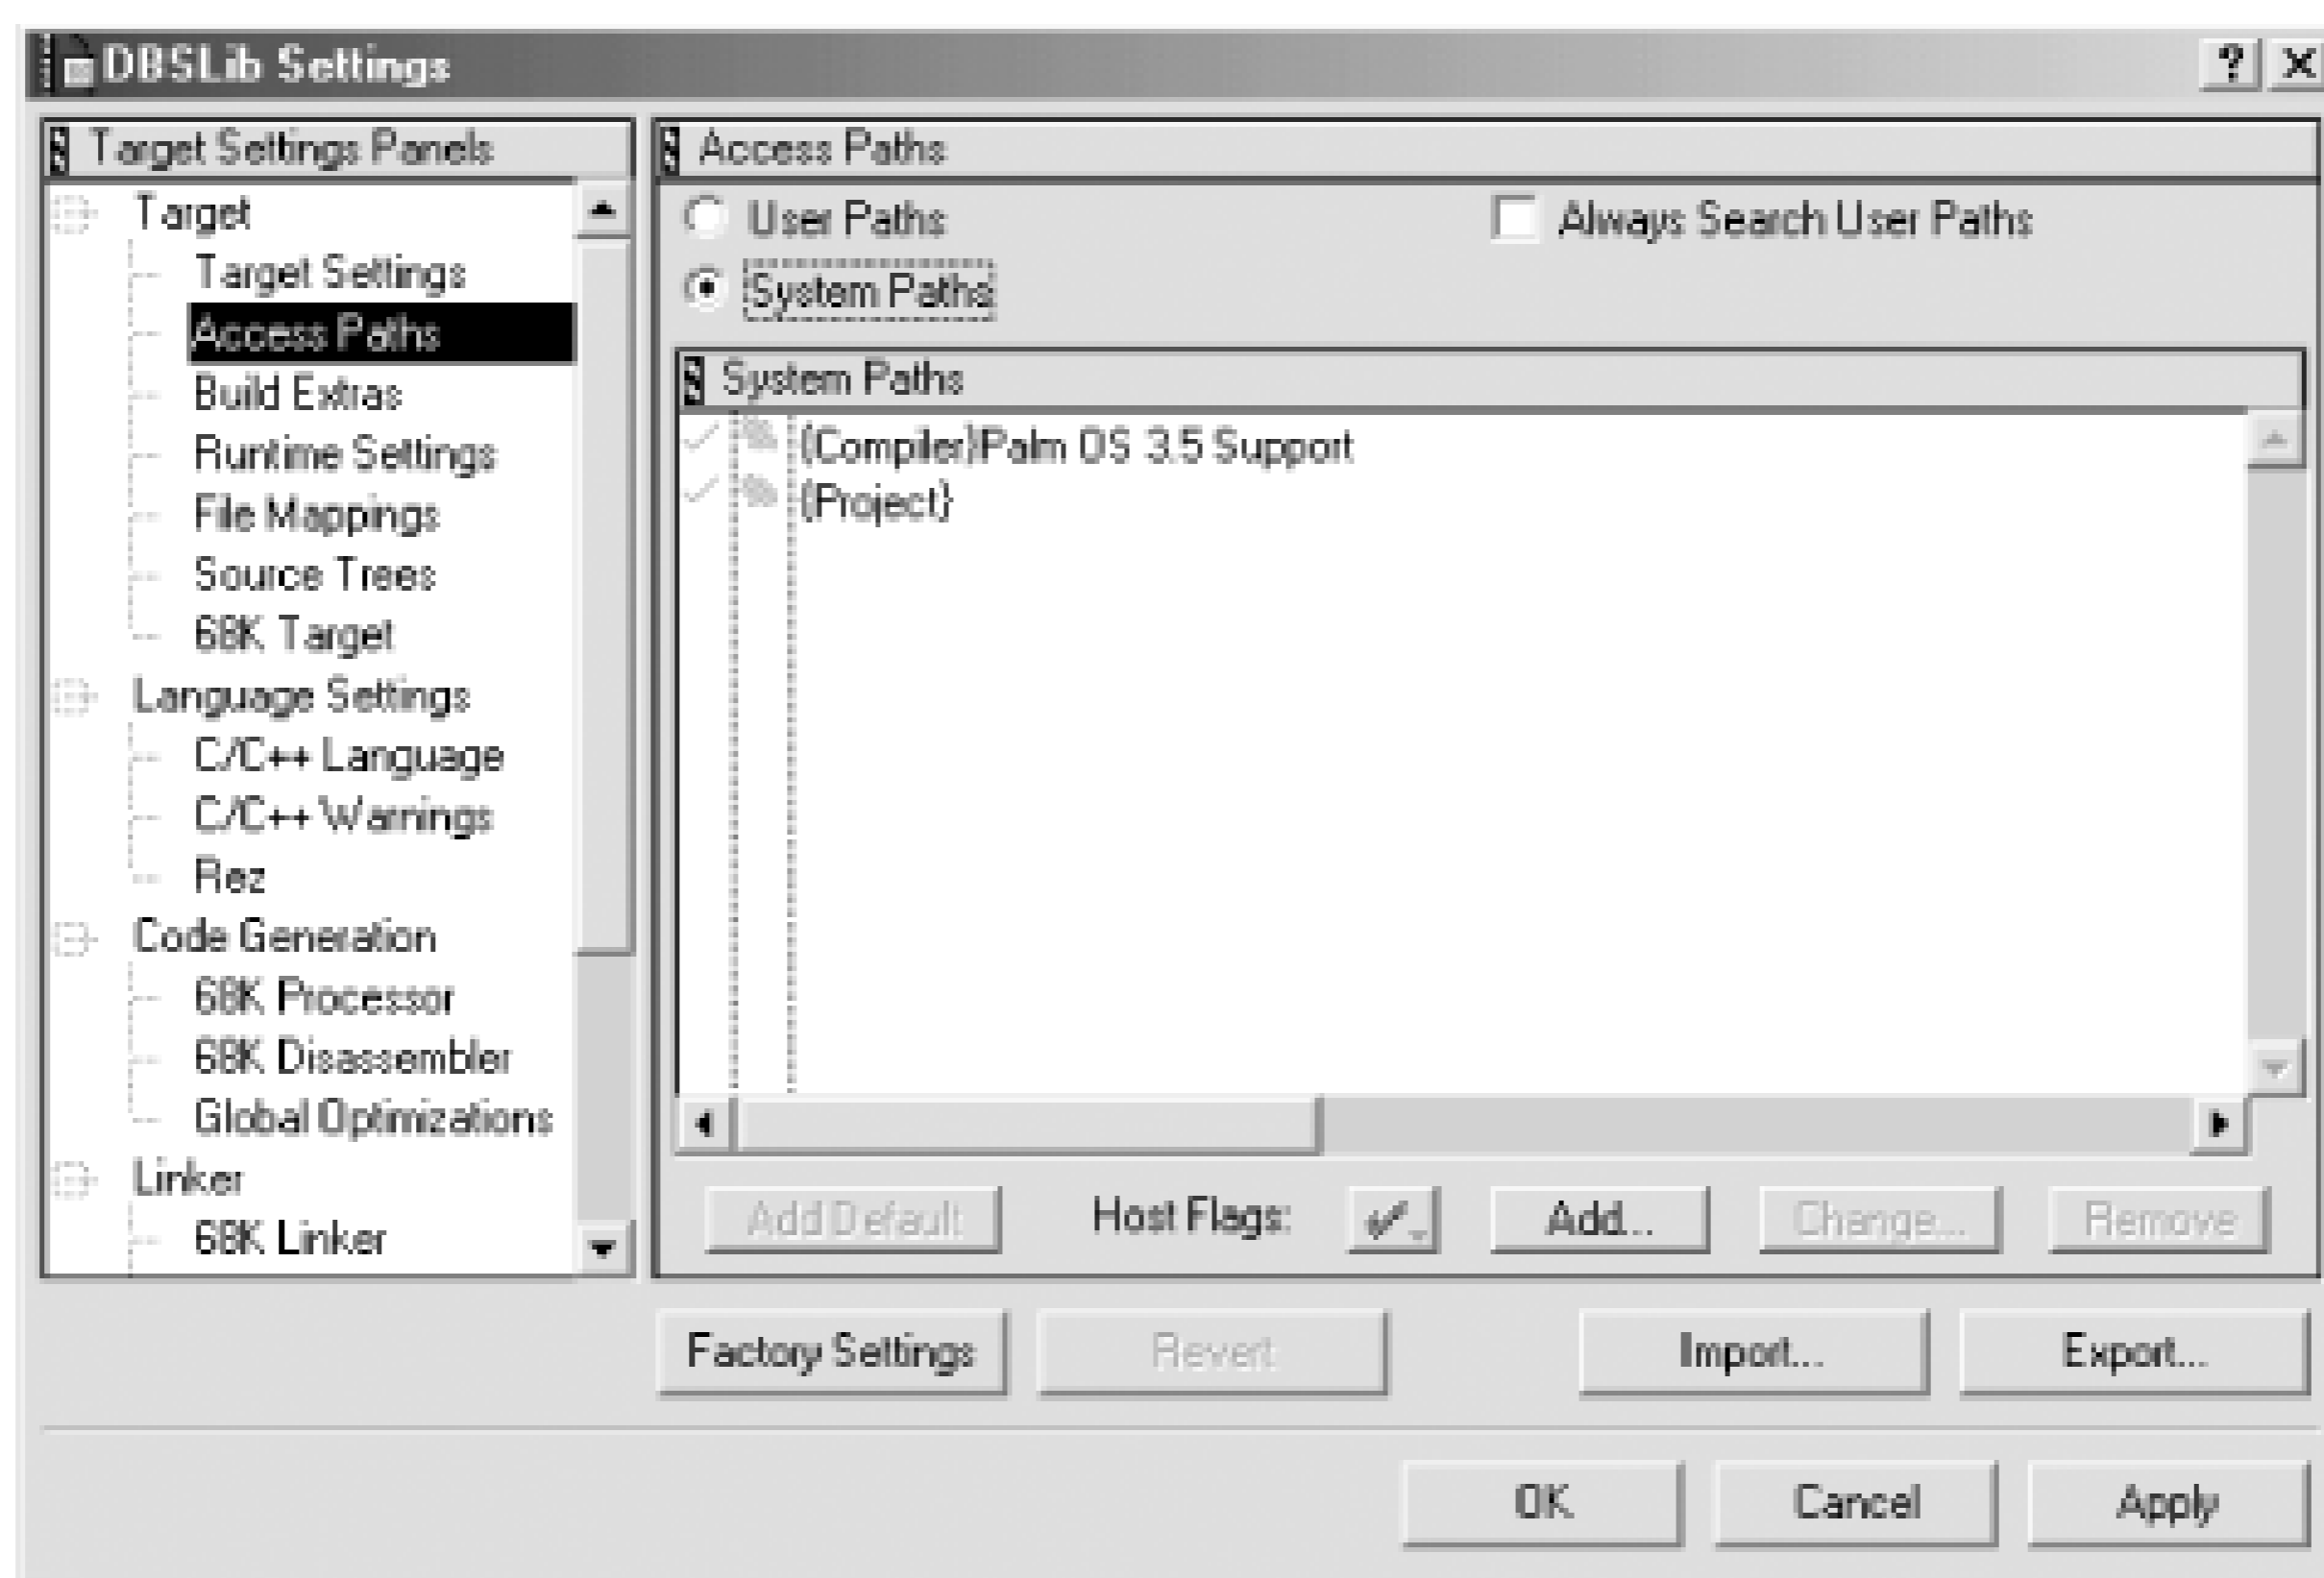 DBSLib Settings
? X
Target Settings Panels
Target
Target Settings
Access Paths
Build Extras
Runtime Settings
File Mappings
Source Trees
68K Target
Language Settings
C/C++ Language
C/C++ Warnings
Rez
Code Generation
68K Processor
68K Disassembler
Global Optimizations
Linker
68K Linker
Access Paths
User Paths
Always Search User Paths
System Paths
System Paths
{Compiler}Palm OS 3.5 Support
{Project}
Add Default
Host Flags:
Add...
Change...
Remove
Factory Settings
Revert
Import...
Export...
OK
Cancel
Apply